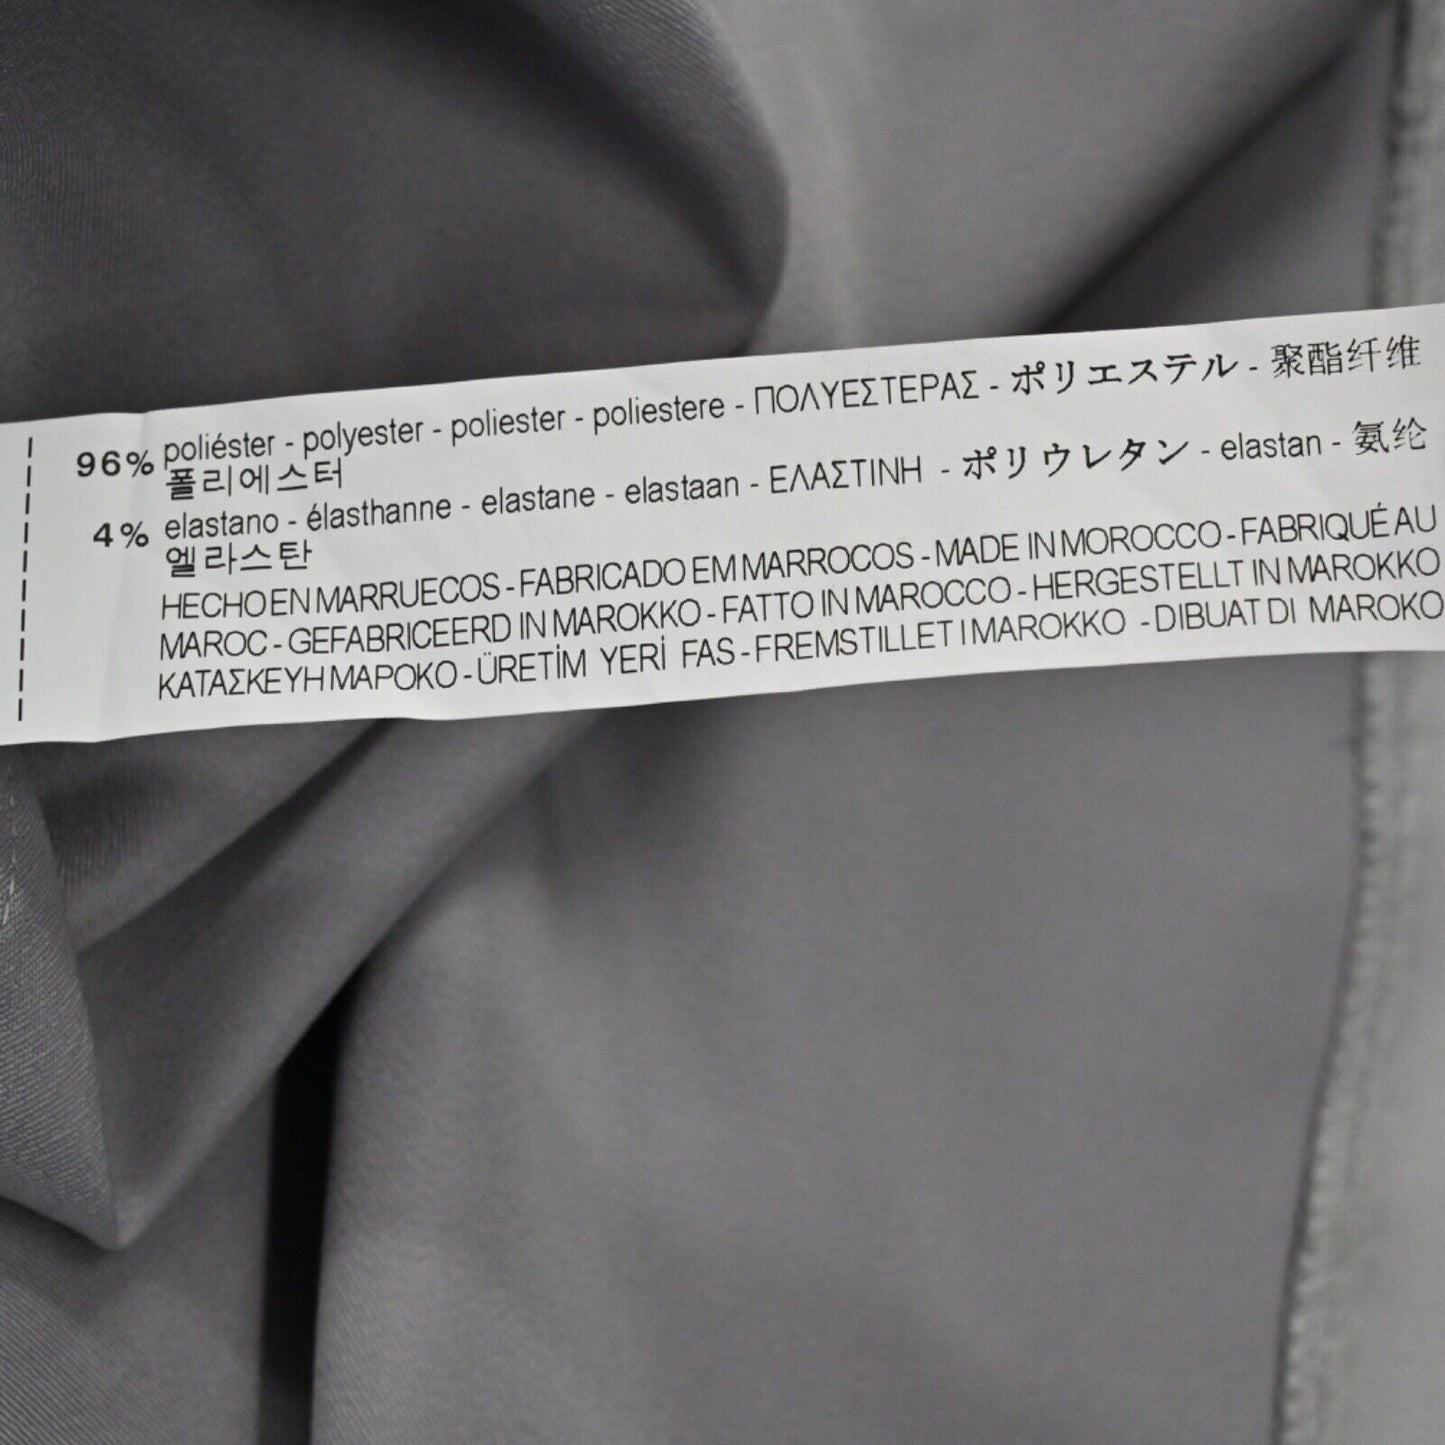 96% poliéster - polyester - poliester - poliestere - ΠΟΛΥΕΣΤΕΡΑΣ - ポリエステル - 聚酯纤维
폴리에스터
4% elastano - élasthanne - elastane - elastaan - ΕΛΑΣΤΙΝΗ - ポリウレタン - elastan - 氨纶
엘라스탄
HECHO EN MARRUECOS - FABRICADO EM MARROCOS - MADE IN MOROCCO - FABRIQUÉ AU
MAROC - GEFABRICEERD IN MAROKKO - FATTO IN MAROCCO - HERGESTELLT IN MAROKKO
ΚΑΤΑΣΚΕΥΗ ΜΑΡΟΚΟ - ÜRETİM YERİ FAS - FREMSTILLET I MAROKKO - DIBUAT DI MAROKO